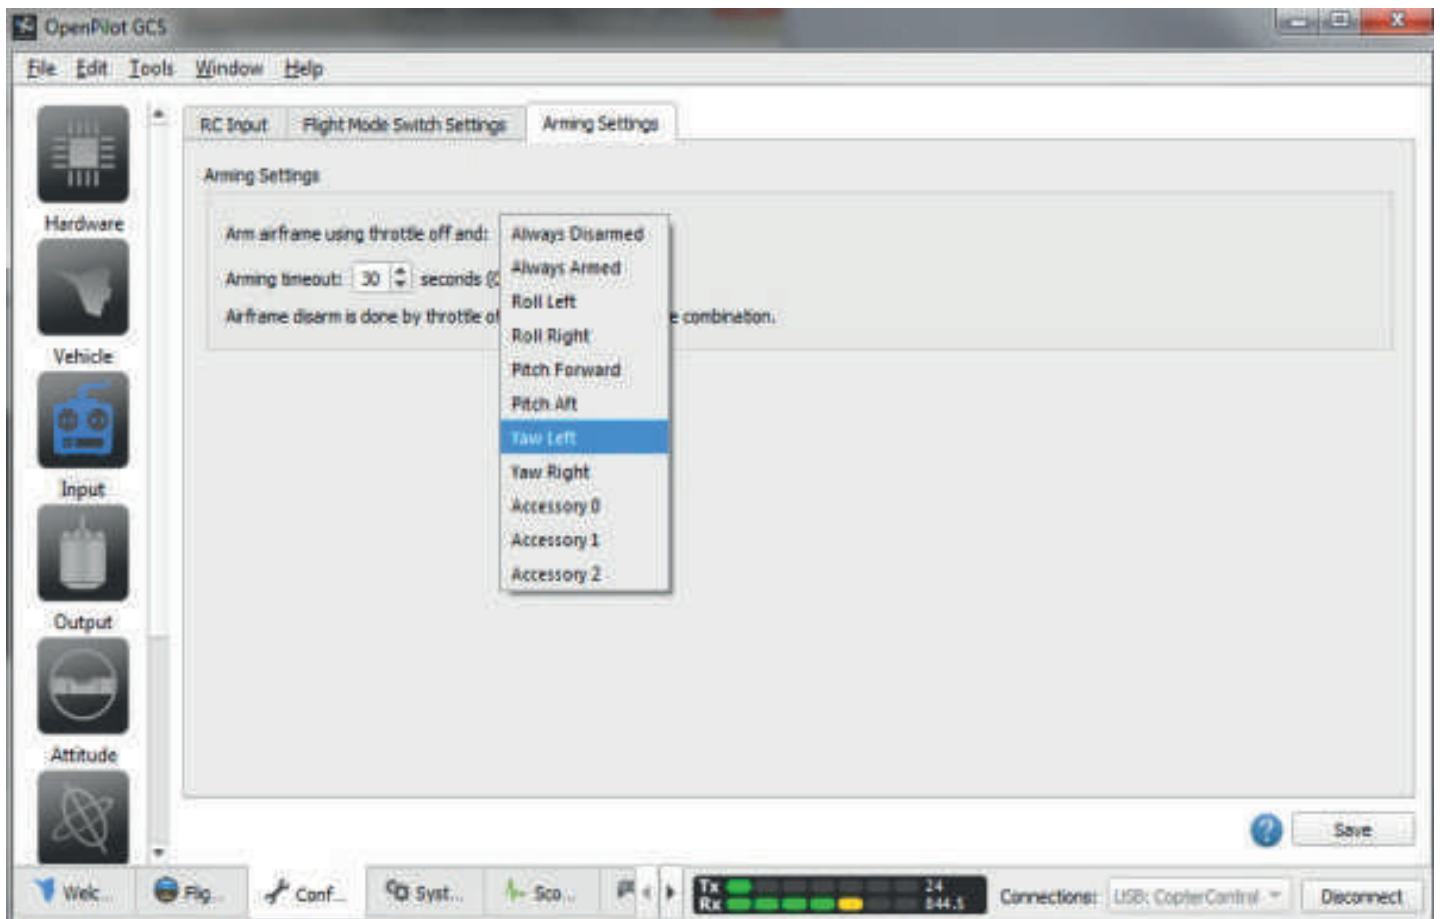 OpenPilot GCS
File Edit Tools Window Help
RC Input Flight Mode Switch Settings Arming Settings
Arming Settings
Arm airframe using throttle off and:
Always Disarmed
Always Armed
Roll Left
Roll Right
Pitch Forward
Pitch Aft
Yaw Left
Yaw Right
Accessory 0
Accessory 1
Accessory 2
Arming timeout: 30 seconds (
Airframe disarm is done by throttle of
e combination.
Hardware
Vehicle
Input
Output
Attitude
Save
Welc... Flig... Conf... Syst... Sco...
Tx 24
Rx 844.5
Connections: USB: CopterControl Disconnect